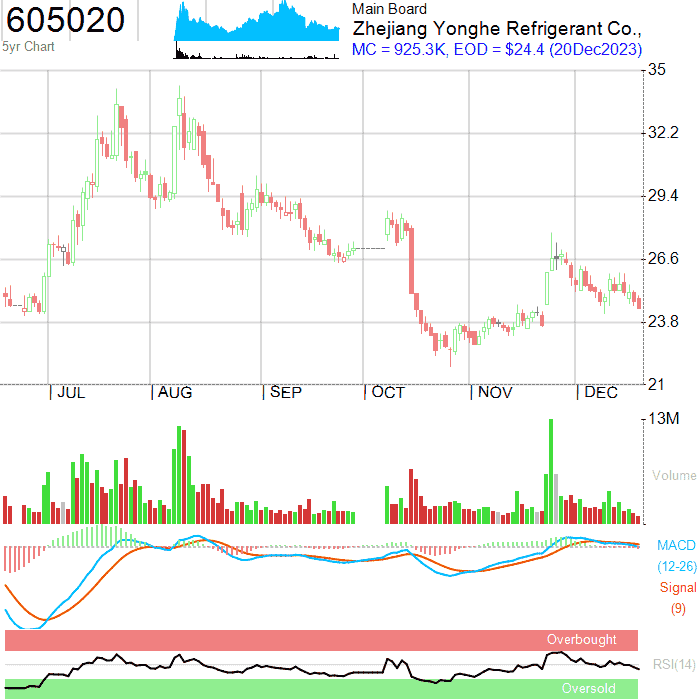 605020
5yr Chart
Main Board
Zhejiang Yonghe Refrigerant Co.,
MC = 925.3K, EOD = $24.4 (20Dec2023)
35
32.2
29.4
26.6
23.8
21
JUL AUG SEP OCT NOV DEC
13M
Volume
MACD
(12-26)
Signal
(9)
Overbought
RSI(14)
Oversold